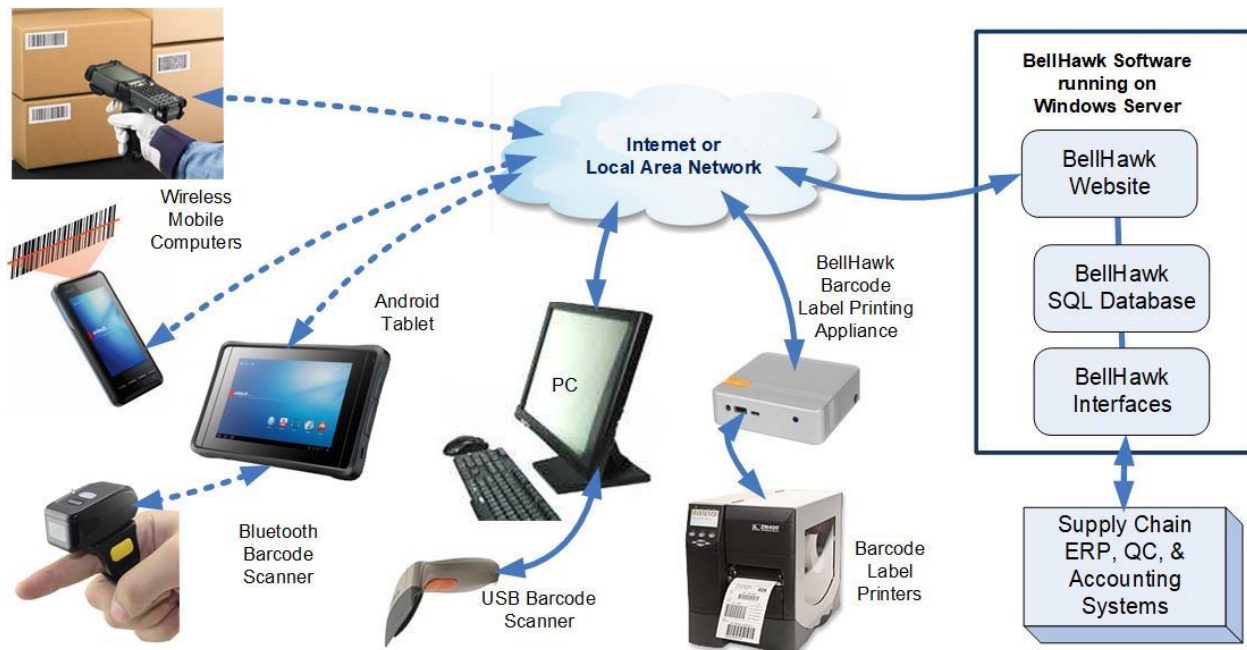 BellHawk Software
running on
Windows Server
Internet or
Local Area Network
BellHawk
Website
Wireless
Mobile
Computers
BellHawk
Barcode
Label Printing
Appliance
BellHawk
SQL Database
Android
Tablet
PC
BellHawk
Interfaces
Bluetooth
Barcode
Scanner
USB Barcode
Scanner
Barcode
Label
Printers
Supply Chain
ERP, QC, &
Accounting
Systems